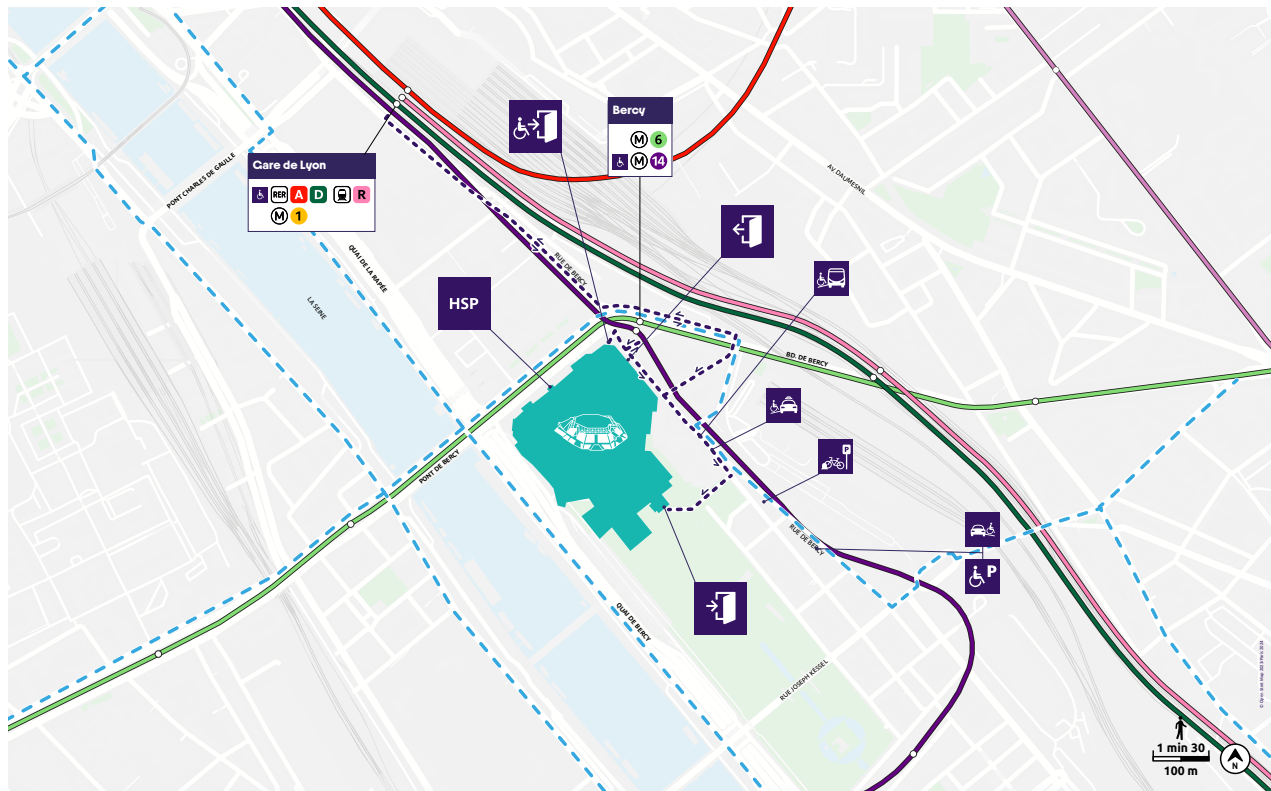 Bercy
M 6
M 14
Gare de Lyon
RER A D R
M 1
PONT CHARLES DE GAULLE
AV. DAUMESNIL
QUAI DE LA RAPÉE
RUE DE BERCY
LA SEINE
HSP
BD. DE BERCY
P
PONT DE BERCY
RUE DE BERCY
P
QUAI DE BERCY
RUE JOSEPH KESSEL
1 min 30
100 m
N